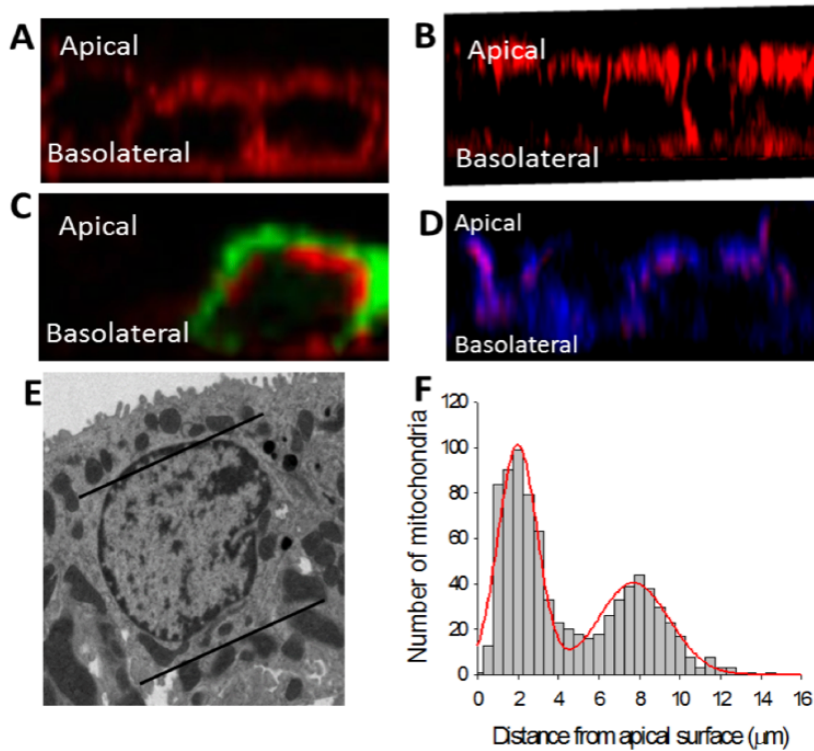 A
Apical
Basolateral
B
Apical
Basolateral
C
Apical
Basolateral
D
Apical
Basolateral
E
F
120
100
80
60
40
20
0
Number of mitochondria
0 2 4 6 8 10 12 14 16
Distance from apical surface (μm)